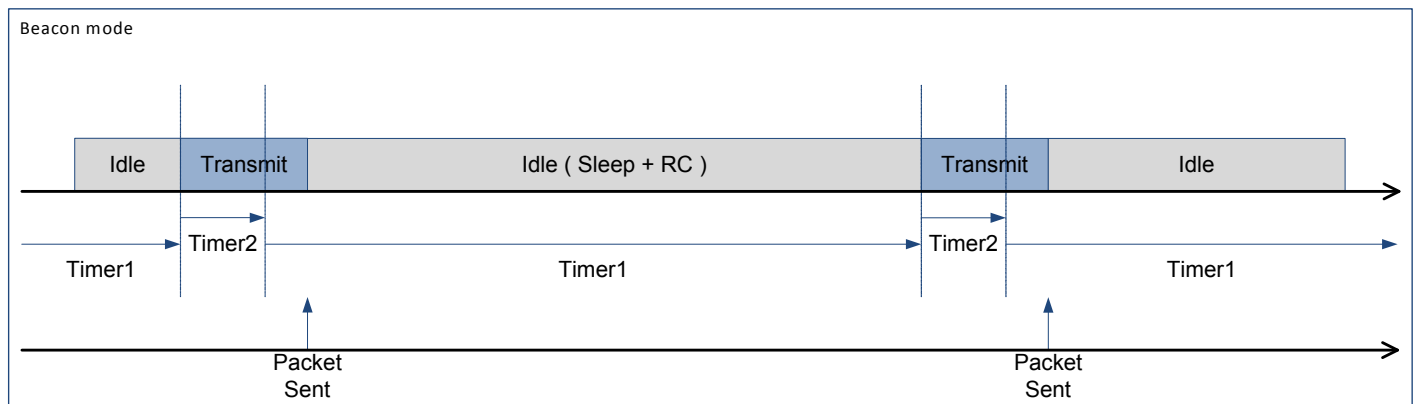 Beacon mode
Idle
Transmit
Idle ( Sleep + RC )
Transmit
Idle
Timer2
Timer2
Timer1
Timer1
Timer1
Packet
Sent
Packet
Sent